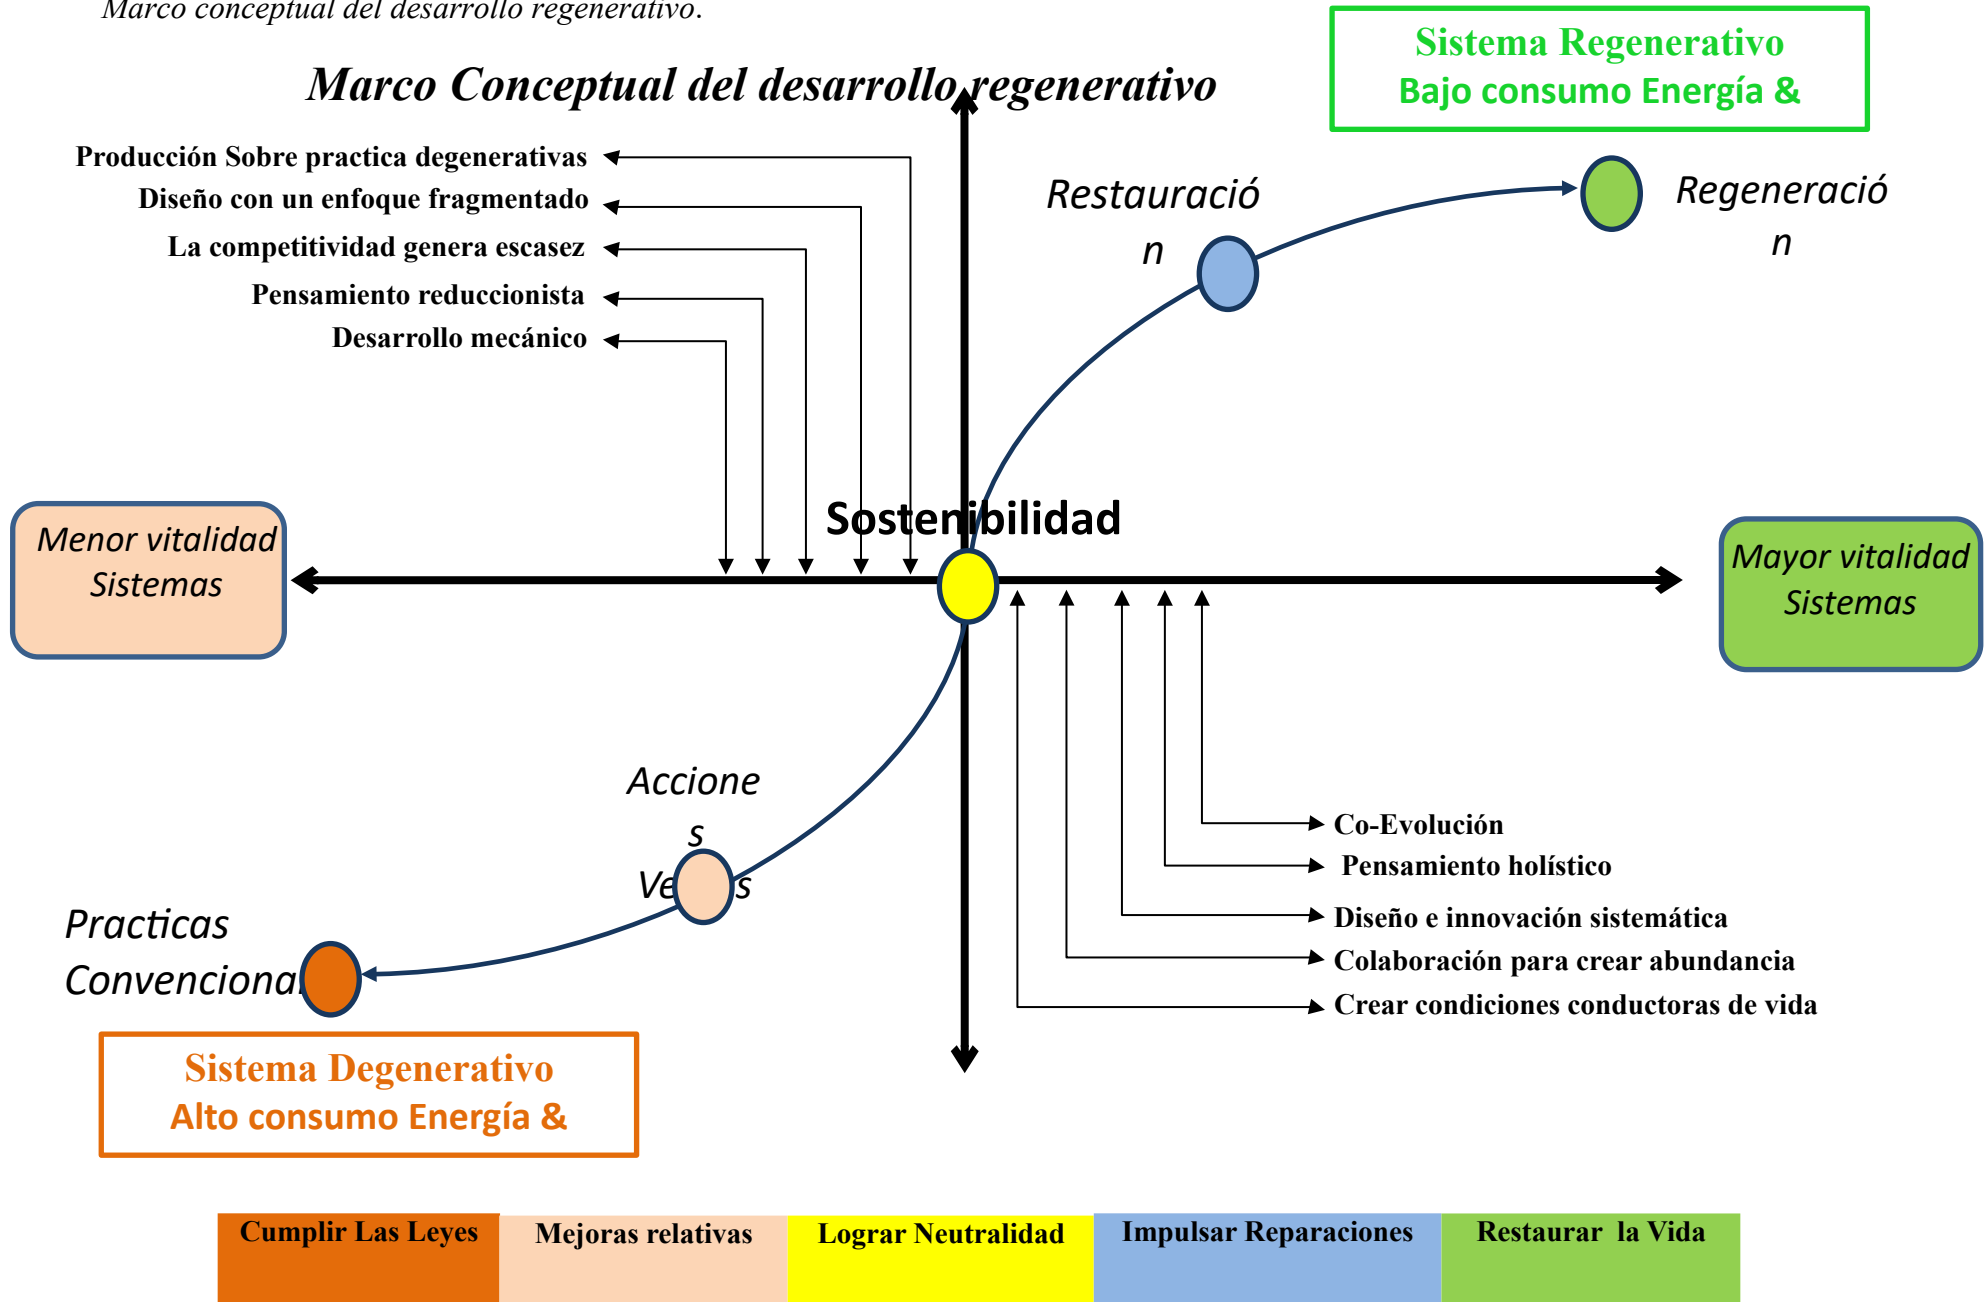 Marco conceptual del desarrollo regenerativo.
Sistema Regenerativo
Bajo consumo Energía &
Marco Conceptual del desarrollo regenerativo
Producción Sobre practica degenerativas
Diseño con un enfoque fragmentado
La competitividad genera escasez
Pensamiento reduccionista
Desarrollo mecánico
Restauració
n
Regeneració
n
Sostenibilidad
Menor vitalidad
Sistemas
Mayor vitalidad
Sistemas
Accione
s
Co-Evolución
Pensamiento holístico
Diseño e innovación sistemática
Colaboración para crear abundancia
Crear condiciones conductoras de vida
Practicas
Sistema Degenerativo
Alto consumo Energía &
Cumplir Las Leyes
Mejoras relativas
Lograr Neutralidad
Impulsar Reparaciones
Restaurar la Vida